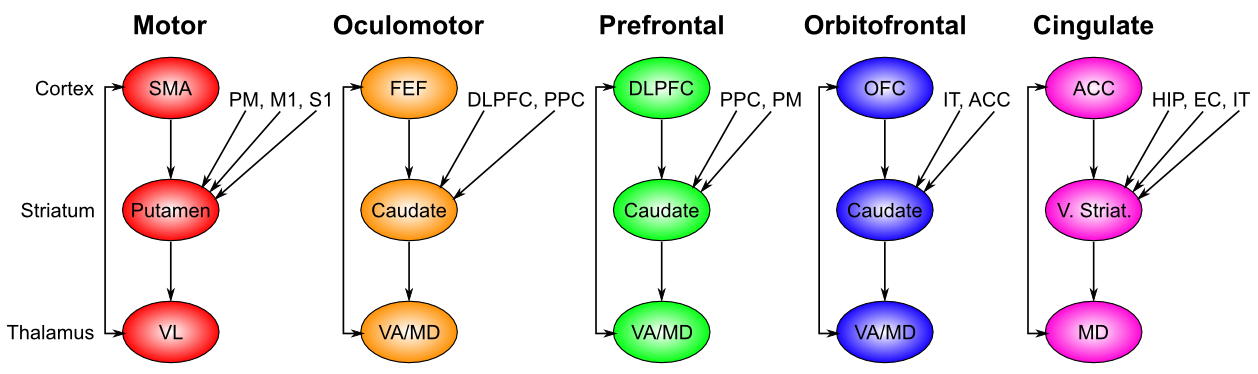 Motor Oculomotor Prefrontal Orbitofrontal Cingulate
Cortex SMA FEF DLPFC OFC ACC
PM, M1, S1 DLPFC, PPC PPC, PM IT, ACC HIP, EC, IT
Striatum Putamen Caudate Caudate Caudate V. Striat.
Thalamus VL VA/MD VA/MD VA/MD MD